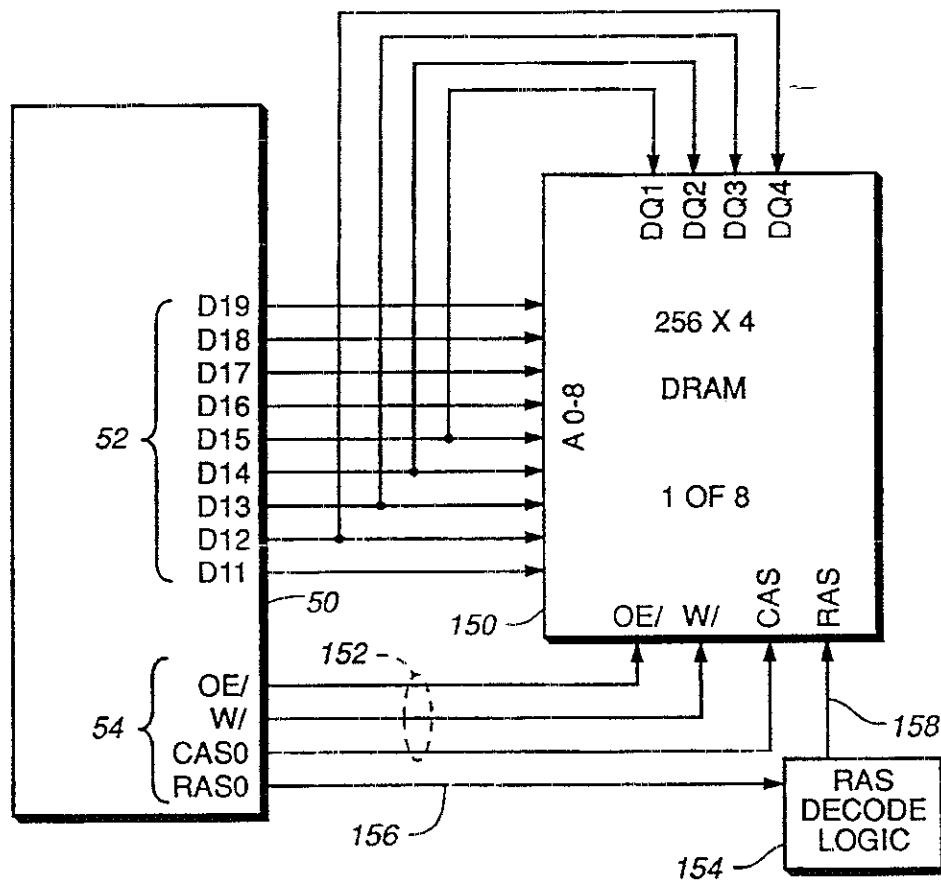 DQ1
DQ2
DQ3
DQ4
D19
D18
D17
D16
D15
D14
D13
D12
D11
52
A 0-8
256 X 4
DRAM
1 OF 8
50
150
OE/
W/
CAS
RAS
152
54
OE/
W/
CAS0
RAS0
156
158
RAS
DECODE
LOGIC
154